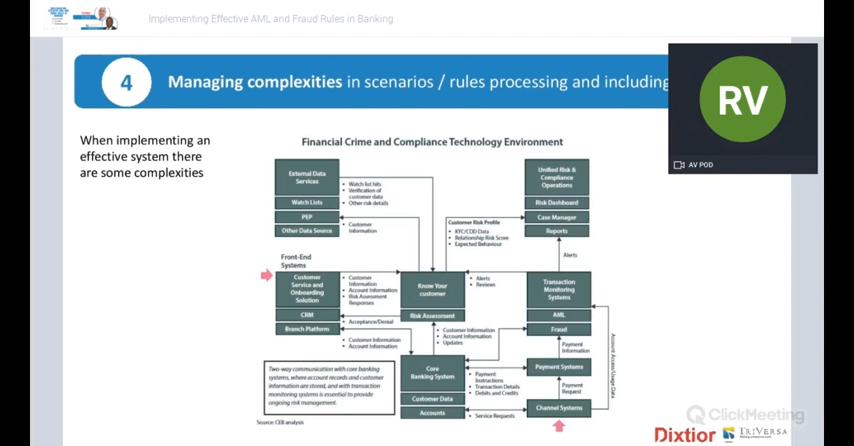 Implementing Effective AML and Fraud Rules in Banking
4
Managing complexities in scenarios / rules processing and including
RV
AV POD
When implementing an
effective system there
are some complexities
Financial Crime and Compliance Technology Environment
External Data
Services
Watch Lists
PEP
Other Data Source
• Watch list hits
• Verification of
customer data
• Other risk details
• Customer
Information
Customer Risk Profile
• KYC/CDD Data
• Relationship Risk Score
• Expected Behaviour
Unified Risk &
Compliance
Operations
Risk Dashboard
Case Manager
Reports
Alerts
Front-End
Systems
Customer
Service and
Onboarding
Solution
CRM
Branch Platform
• Customer
Information
• Account Information
• Risk Assessment
Responses
• Acceptance/Denial
• Customer Information
• Account Information
Know Your
customer
Risk Assessment
• Alerts
• Reviews
Transaction
Monitoring
Systems
AML
Fraud
• Customer Information
• Account Information
• Updates
Payment
Information
Account Access/Usage Data
Two-way communication with core banking
systems, where account records and customer
information are stored, and with transaction
monitoring systems is essential to provide
ongoing risk management.
Core
Banking System
Customer Data
Accounts
• Payment
Instructions
• Transaction Details
• Debits and Credits
Payment Systems
Payment
Request
• Service Requests
Channel Systems
Source: CEB analysis
ClickMeeting
Dixtior
TRIVERSA